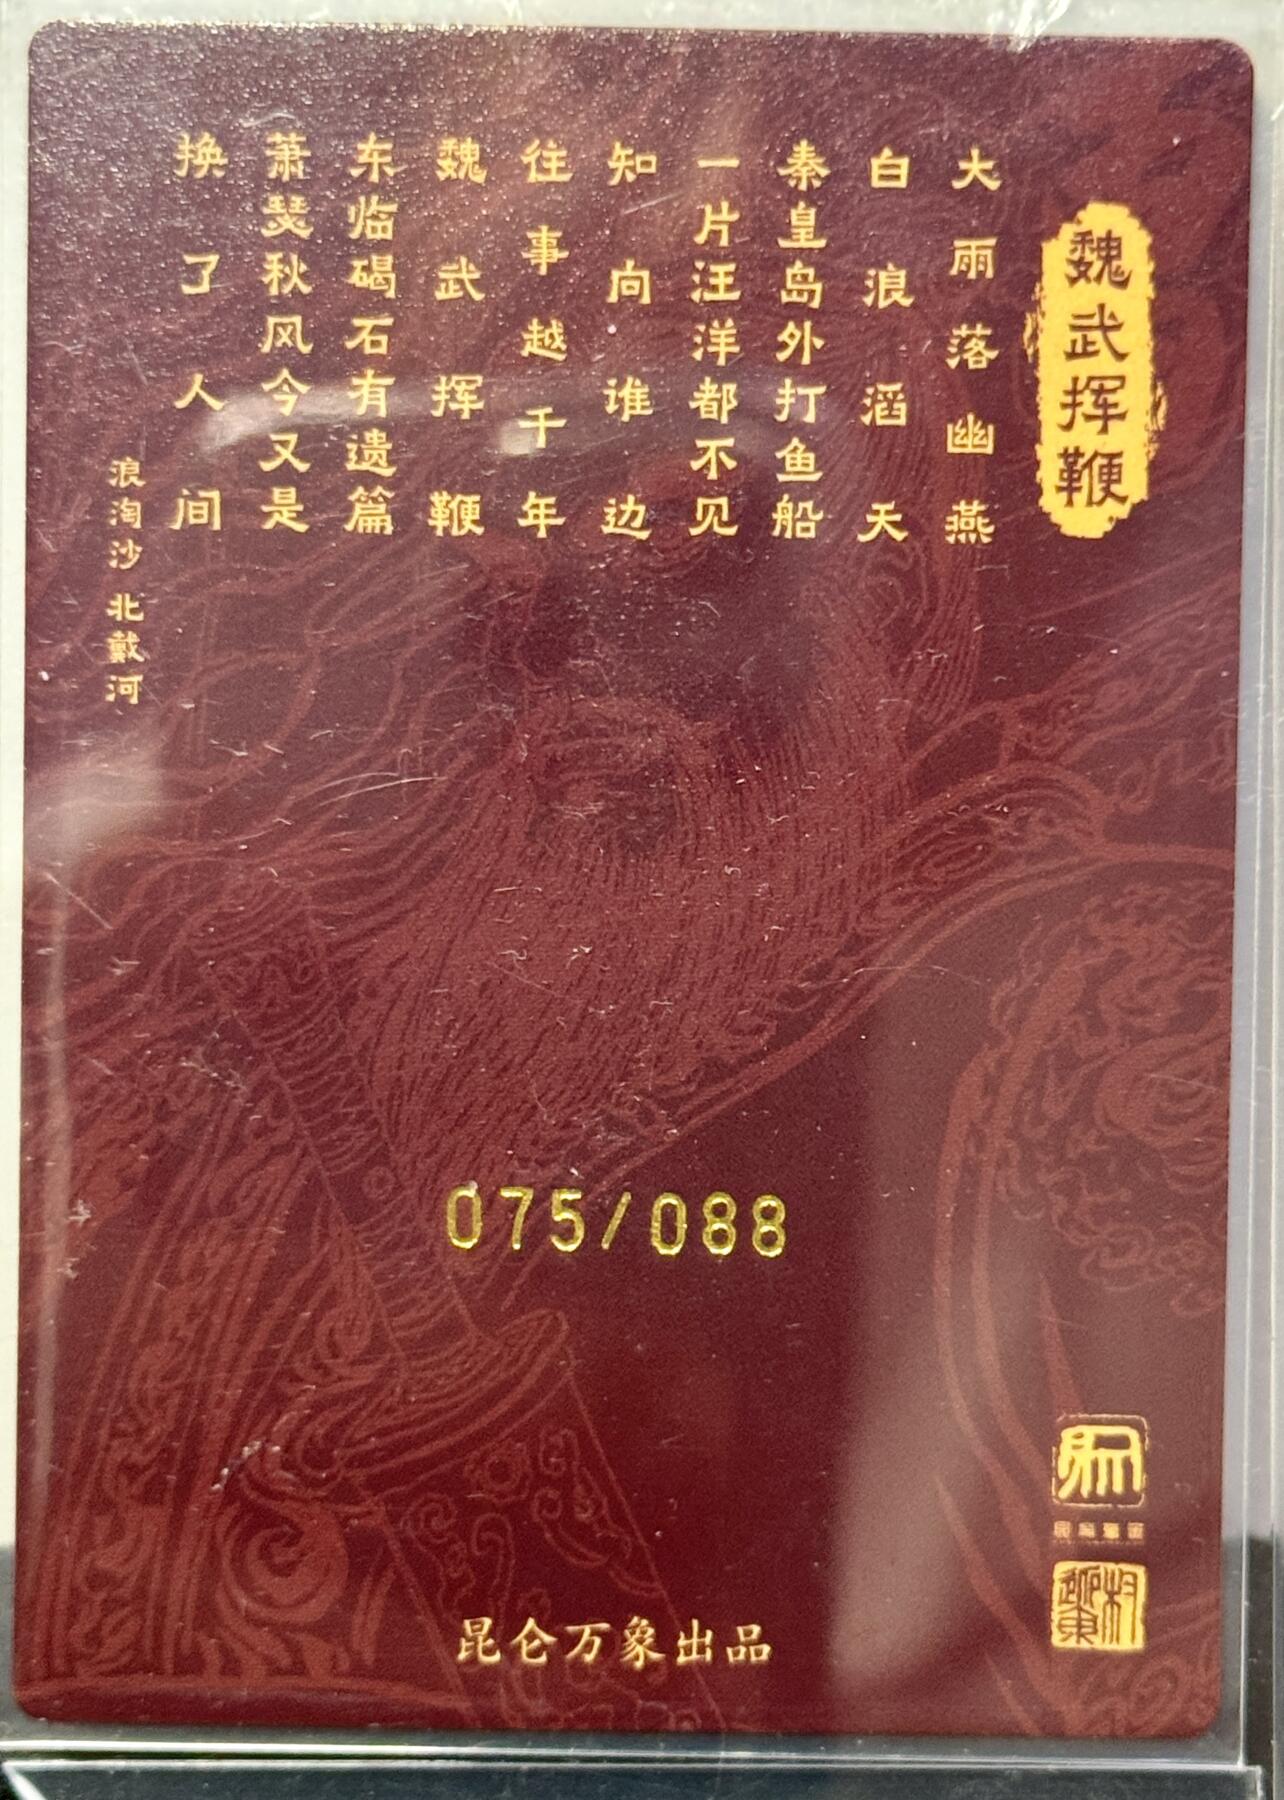 魏武挥鞭
大雨落幽燕
白浪滔天
秦皇岛外打鱼船
一片汪洋都不见
知向谁边
往事越千年
魏武挥鞭
东临碣石有遗篇
萧瑟秋风今又是
换了人间
浪淘沙 北戴河
075/088
昆仑万象出品